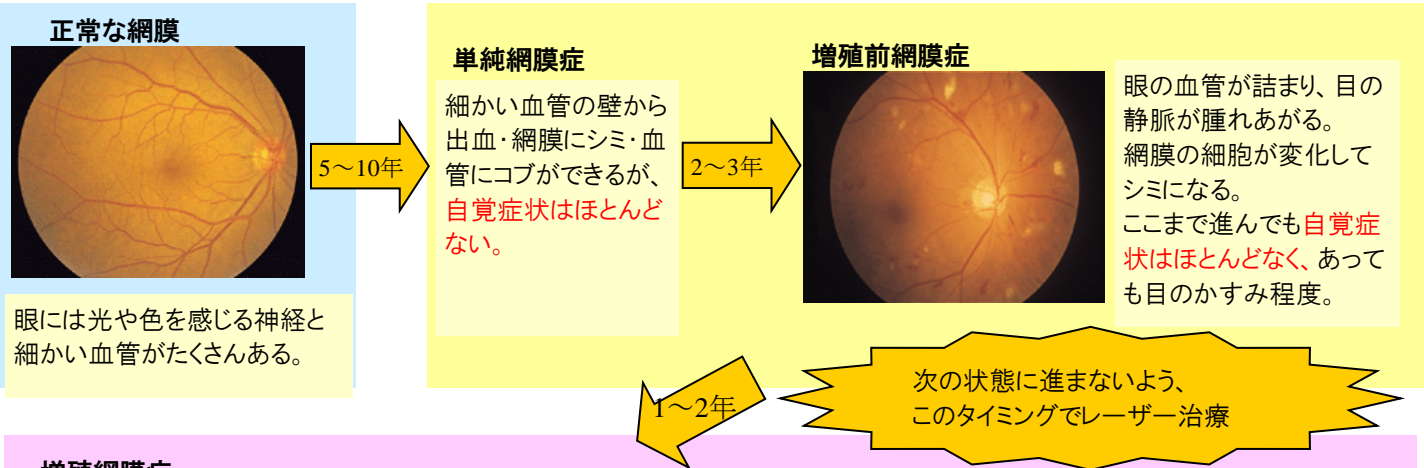 正常な網膜
眼には光や色を感じる神経と
細かい血管がたくさんある。
5～10年
単純網膜症
細かい血管の壁から
出血・網膜にシミ・血
管にコブができるが、
自覚症状はほとんど
ない。
2～3年
増殖前網膜症
眼の血管が詰まり、目の
静脈が腫れあがる。
網膜の細胞が変化して
シミになる。
ここまで進んでも自覚症
状はほとんどなく、あって
も目のかすみ程度。
次の状態に進まないよう、
このタイミングでレーザー治療
1～2年
増殖網膜症